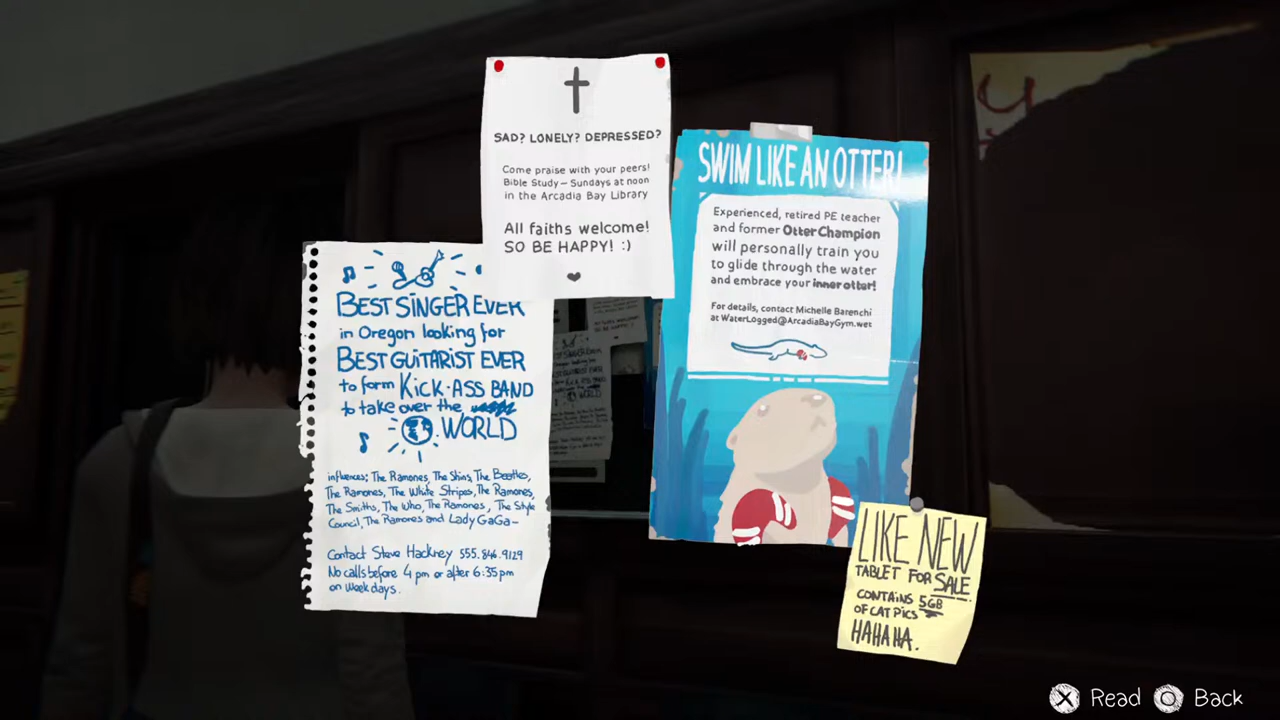 SAD? LONELY? DEPRESSED?
Come praise with your peers!
Bible Study — Sundays at noon
in the Arcadia Bay Library
All faiths welcome!
SO BE HAPPY! :)
SWIM LIKE AN OTTER!
Experienced, retired PE teacher
and former Otter Champion
will personally train you
to glide through the water
and embrace your inner otter!
For details, contact Michelle Barenchi
at WaterLogged@ArcadiaBayGym.wet
BEST SINGER EVER
in Oregon looking for
BEST GUITARIST EVER
to form KICK-ASS BAND
to take over the
WORLD
influences: The Ramones, The Shins, The Beatles,
The Ramones, The White Stripes, The Ramones,
The Smiths, The Who, The Ramones, The Style
Council, The Ramones and Lady GaGa-
Contact Steve Hackney 555.846.9129
No calls before 4 pm or after 6:35 pm
on weekdays.
LIKE NEW
TABLET FOR SALE.
CONTAINS 5GB
OF CAT PICS
HAHAHA.
Read
Back